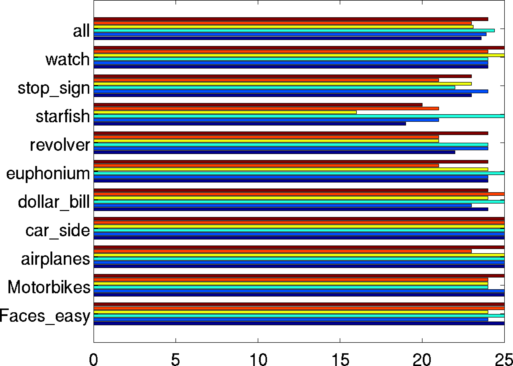 all
watch
stop_sign
starfish
revolver
euphonium
dollar_bill
car_side
airplanes
Motorbikes
Faces_easy
0 5 10 15 20 25